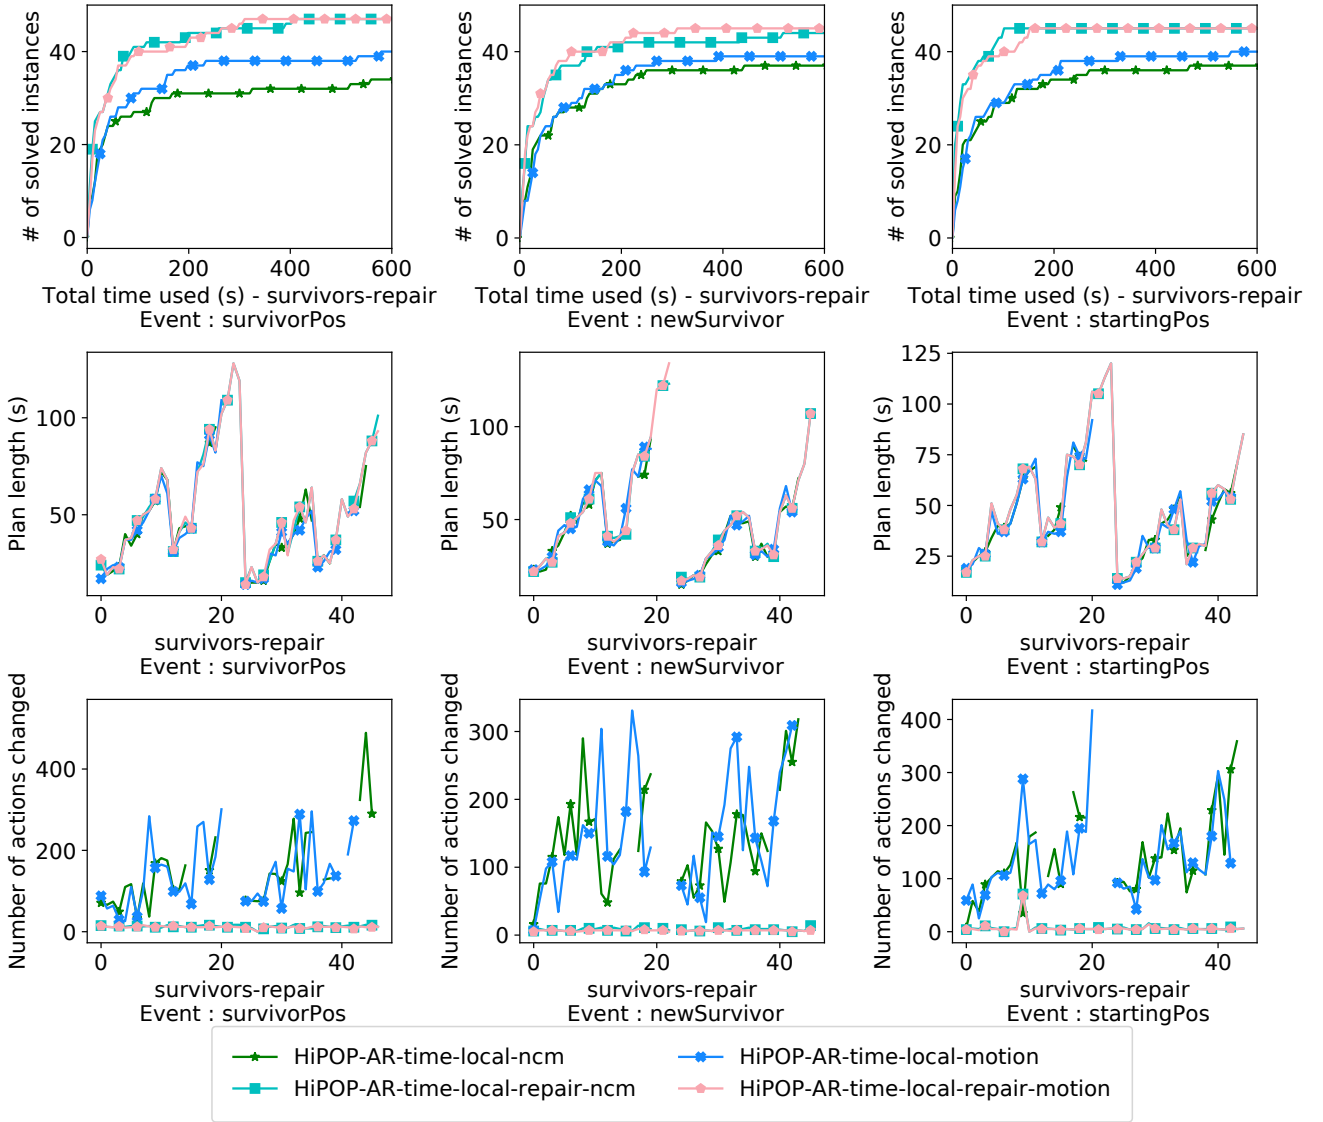 # of solved instances
40
20
0
0 200 400 600
Total time used (s) - survivors-repair
Event : survivorPos
# of solved instances
40
20
0
0 200 400 600
Total time used (s) - survivors-repair
Event : newSurvivor
# of solved instances
40
20
0
0 200 400 600
Total time used (s) - survivors-repair
Event : startingPos
Plan length (s)
100
50
0 20 40
survivors-repair
Event : survivorPos
Plan length (s)
100
50
0 20 40
survivors-repair
Event : newSurvivor
Plan length (s)
125
100
75
50
25
0 20 40
survivors-repair
Event : startingPos
Number of actions changed
400
200
0
0 20 40
survivors-repair
Event : survivorPos
Number of actions changed
300
200
100
0
0 20 40
survivors-repair
Event : newSurvivor
Number of actions changed
400
300
200
100
0
0 20 40
survivors-repair
Event : startingPos
HiPOP-AR-time-local-ncm
HiPOP-AR-time-local-repair-ncm
HiPOP-AR-time-local-motion
HiPOP-AR-time-local-repair-motion